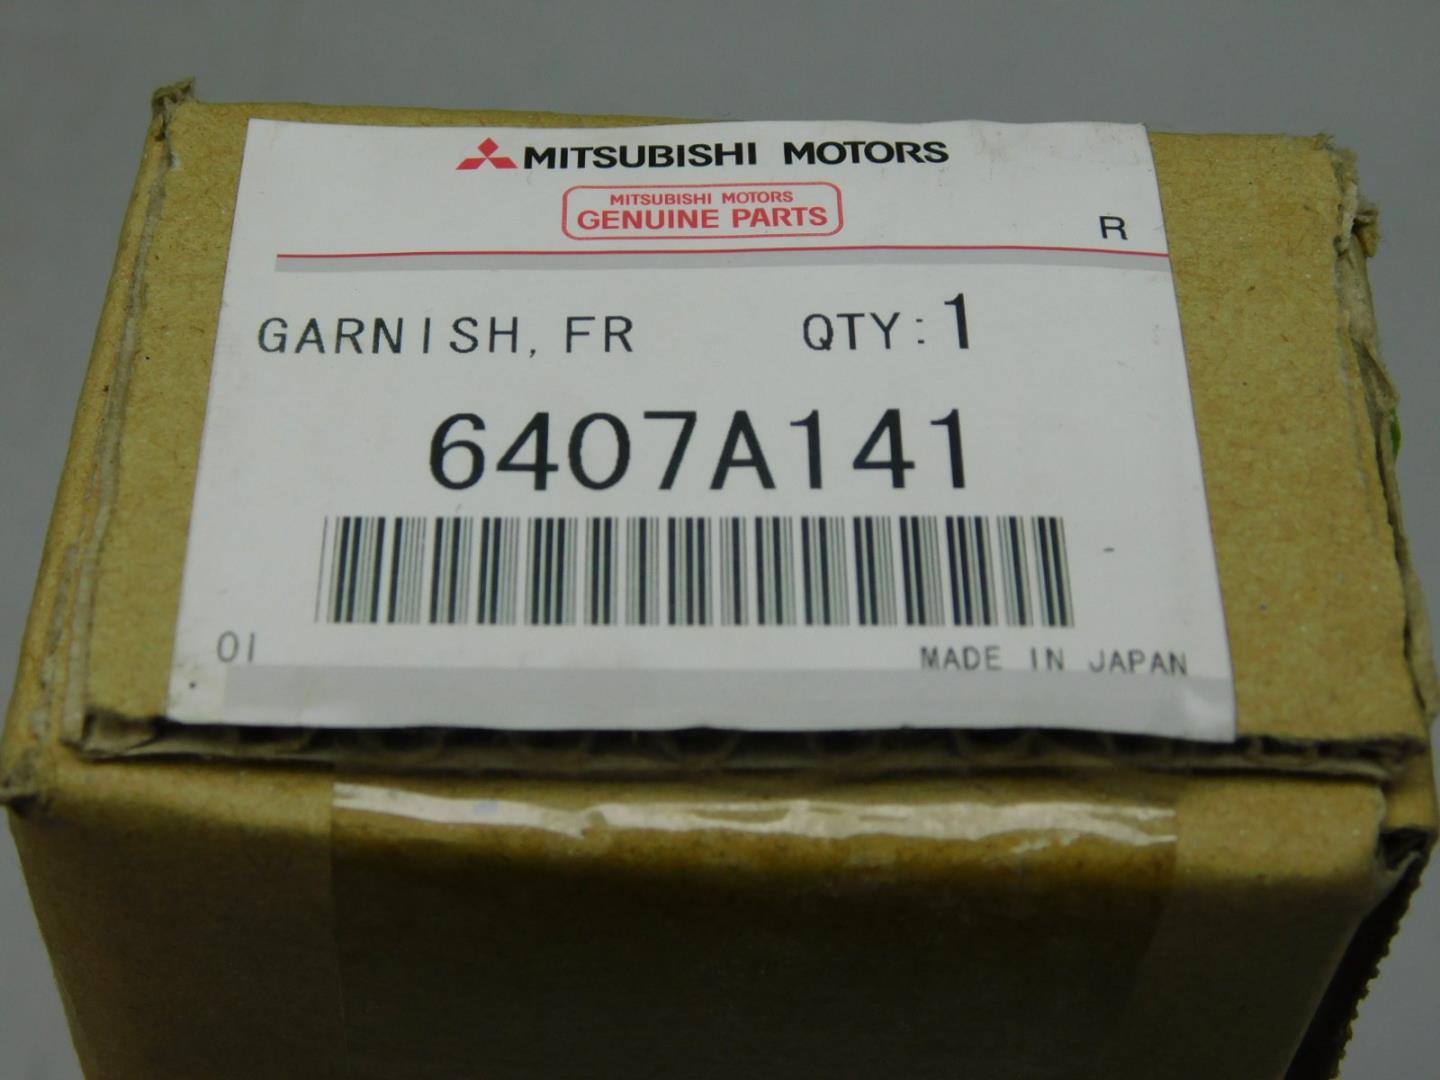 MITSUBISHI MOTORS
MITSUBISHI MOTORS
GENUINE PARTS
R
GARNISH, FR QTY: 1
6407A141
01
MADE IN JAPAN